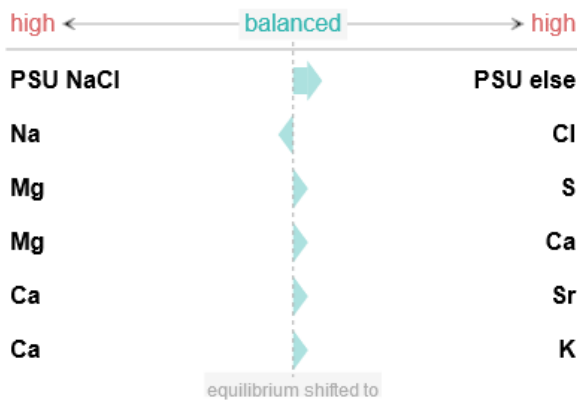 high balanced high
PSU NaCl PSU else
Na Cl
Mg S
Mg Ca
Ca Sr
Ca K
equilibrium shifted to